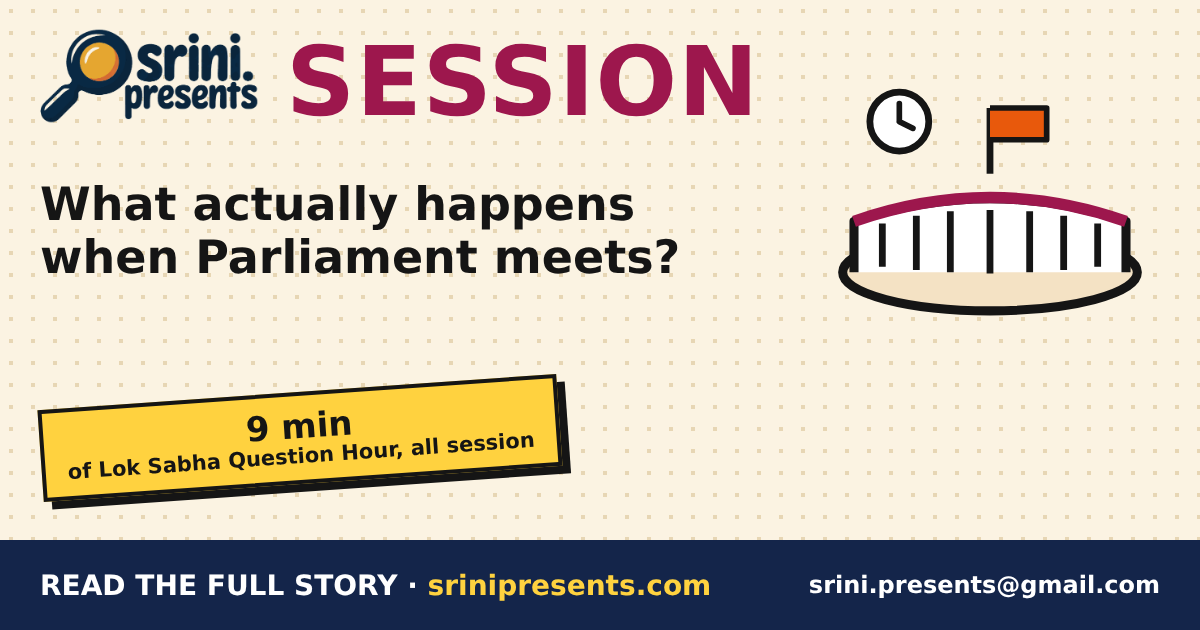 srini.
presents
SESSION
What actually happens
when Parliament meets?
9 min
of Lok Sabha Question Hour, all session
READ THE FULL STORY · srinipresents.com
srini.presents@gmail.com